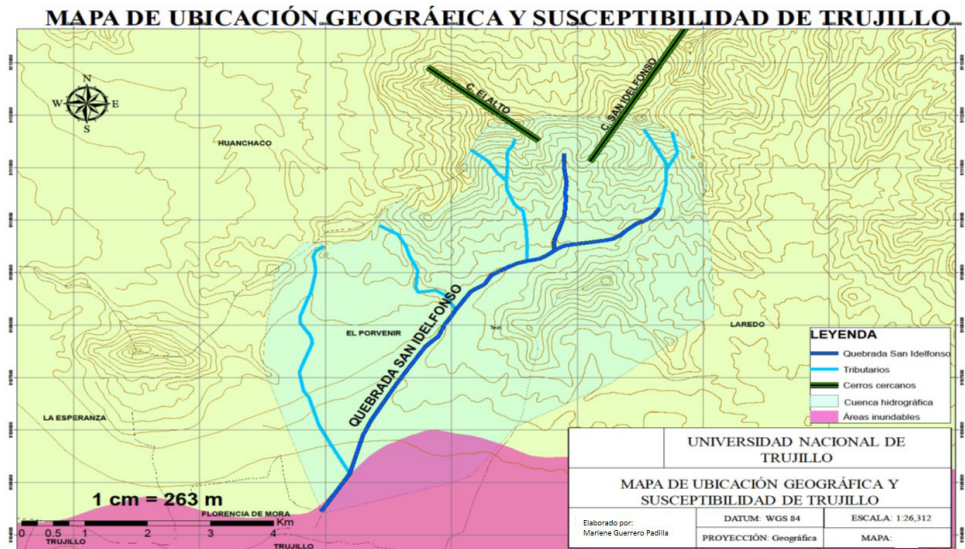 MAPA DE UBICACIÓN GEOGRÁFICA Y SUSCEPTIBILIDAD DE TRUJILLO
N
W
E
S
C. El ALTO
C. SAN IDELFONSO
HUANCHACO
EL PORVENIR
QUEBRADA SAN IDELFONSO
LAREDO
LA ESPERANZA
LEYENDA
Quebrada San Idelfonso
Tributarios
Cerros cercanos
Cuenca hidrográfica
Áreas inundables
1 cm = 263 m
FLORENCIA DE MORA
0 0.5 1 2 3 4 Km
TRUJILLO
TRUJILLO
UNIVERSIDAD NACIONAL DE
TRUJILLO
MAPA DE UBICACIÓN GEOGRÁFICA Y
SUSCEPTIBILIDAD DE TRUJILLO
Elaborado por:
Marlene Guerrero Padilla
DATUM: WGS 84
ESCALA: 1:26,312
PROYECCIÓN: Geográfica
MAPA: